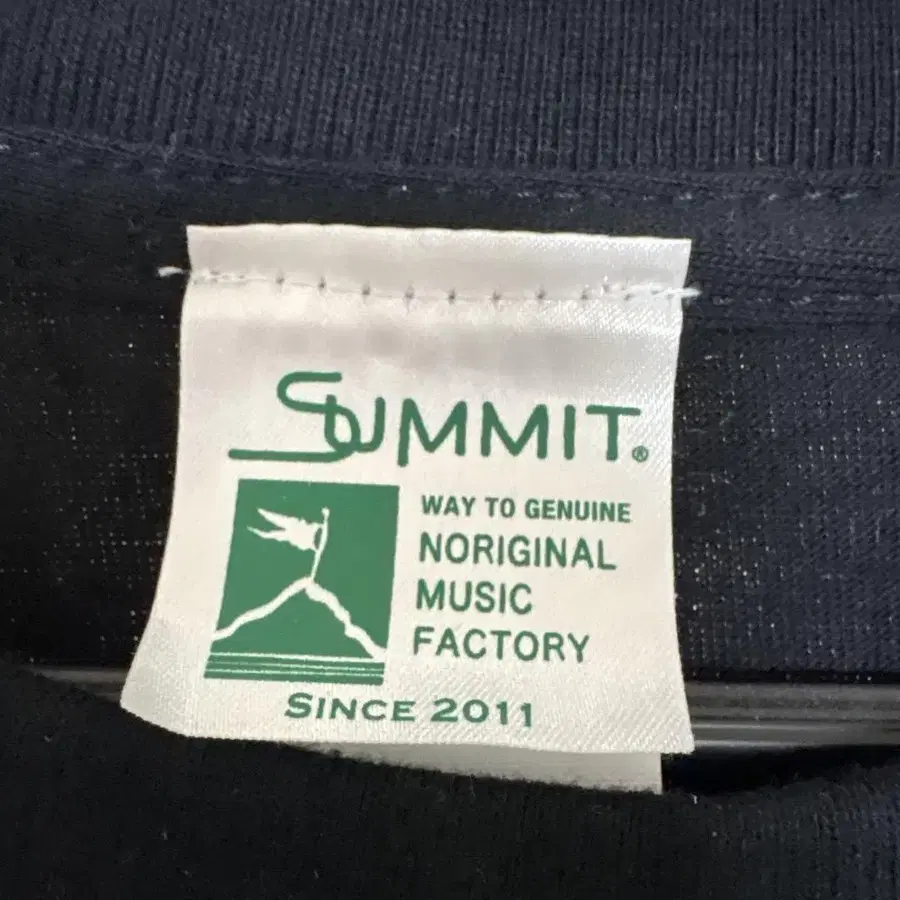 SUMMIT®
WAY TO GENUINE
NORIGINAL
MUSIC
FACTORY
SINCE 2011